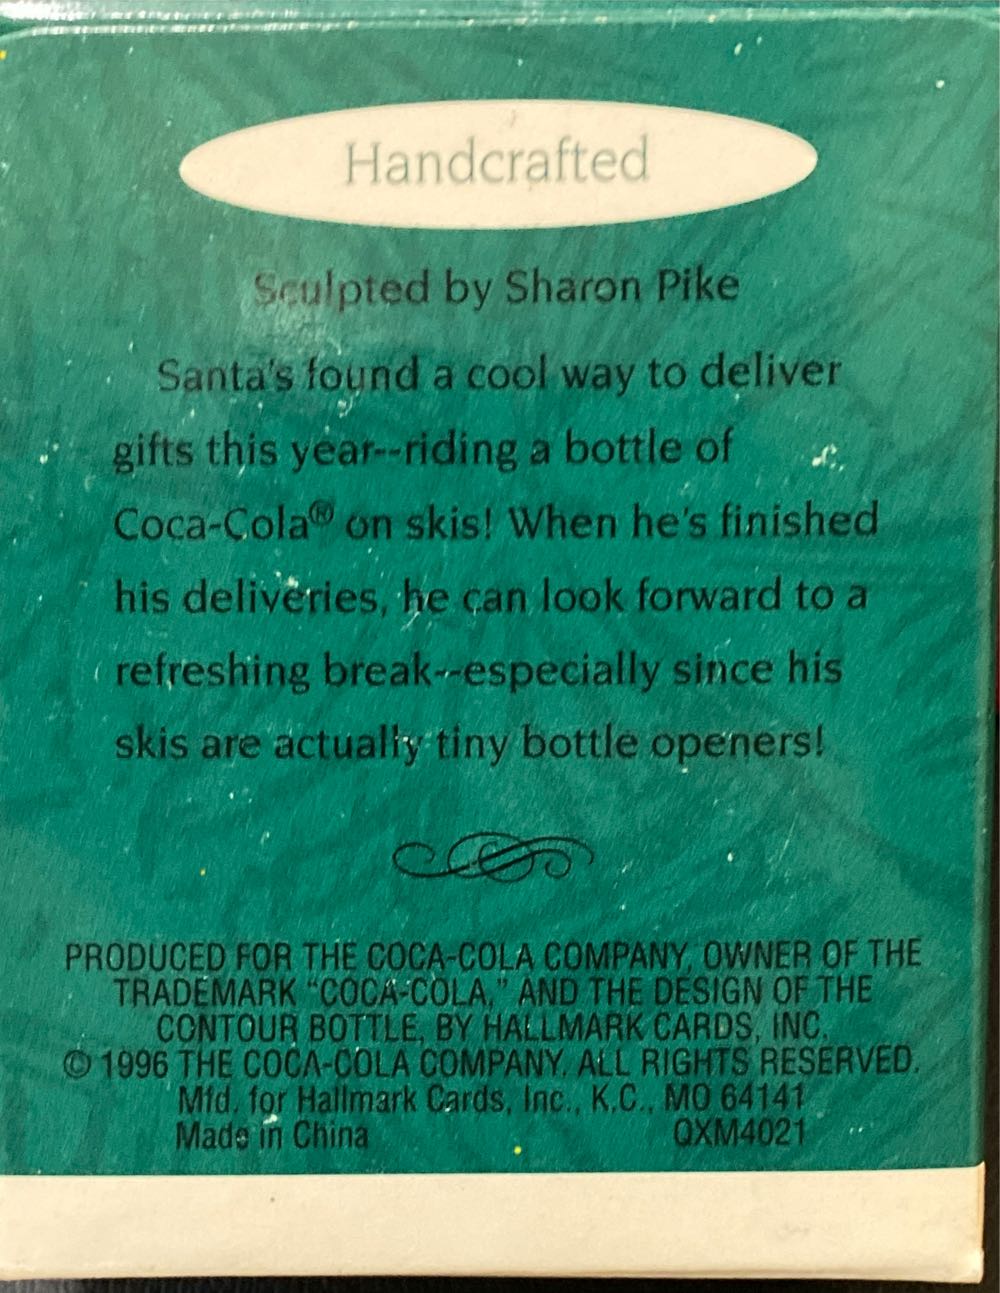 Handcrafted
Sculpted by Sharon Pike
Santa's found a cool way to deliver
gifts this year--riding a bottle of
Coca-Cola® on skis! When he's finished
his deliveries, he can look forward to a
refreshing break--especially since his
skis are actually tiny bottle openers!
PRODUCED FOR THE COCA-COLA COMPANY, OWNER OF THE
TRADEMARK "COCA-COLA," AND THE DESIGN OF THE
CONTOUR BOTTLE, BY HALLMARK CARDS, INC.
© 1996 THE COCA-COLA COMPANY. ALL RIGHTS RESERVED.
Mfd. for Hallmark Cards, Inc., K.C., MO 64141
Made in China QXM4021